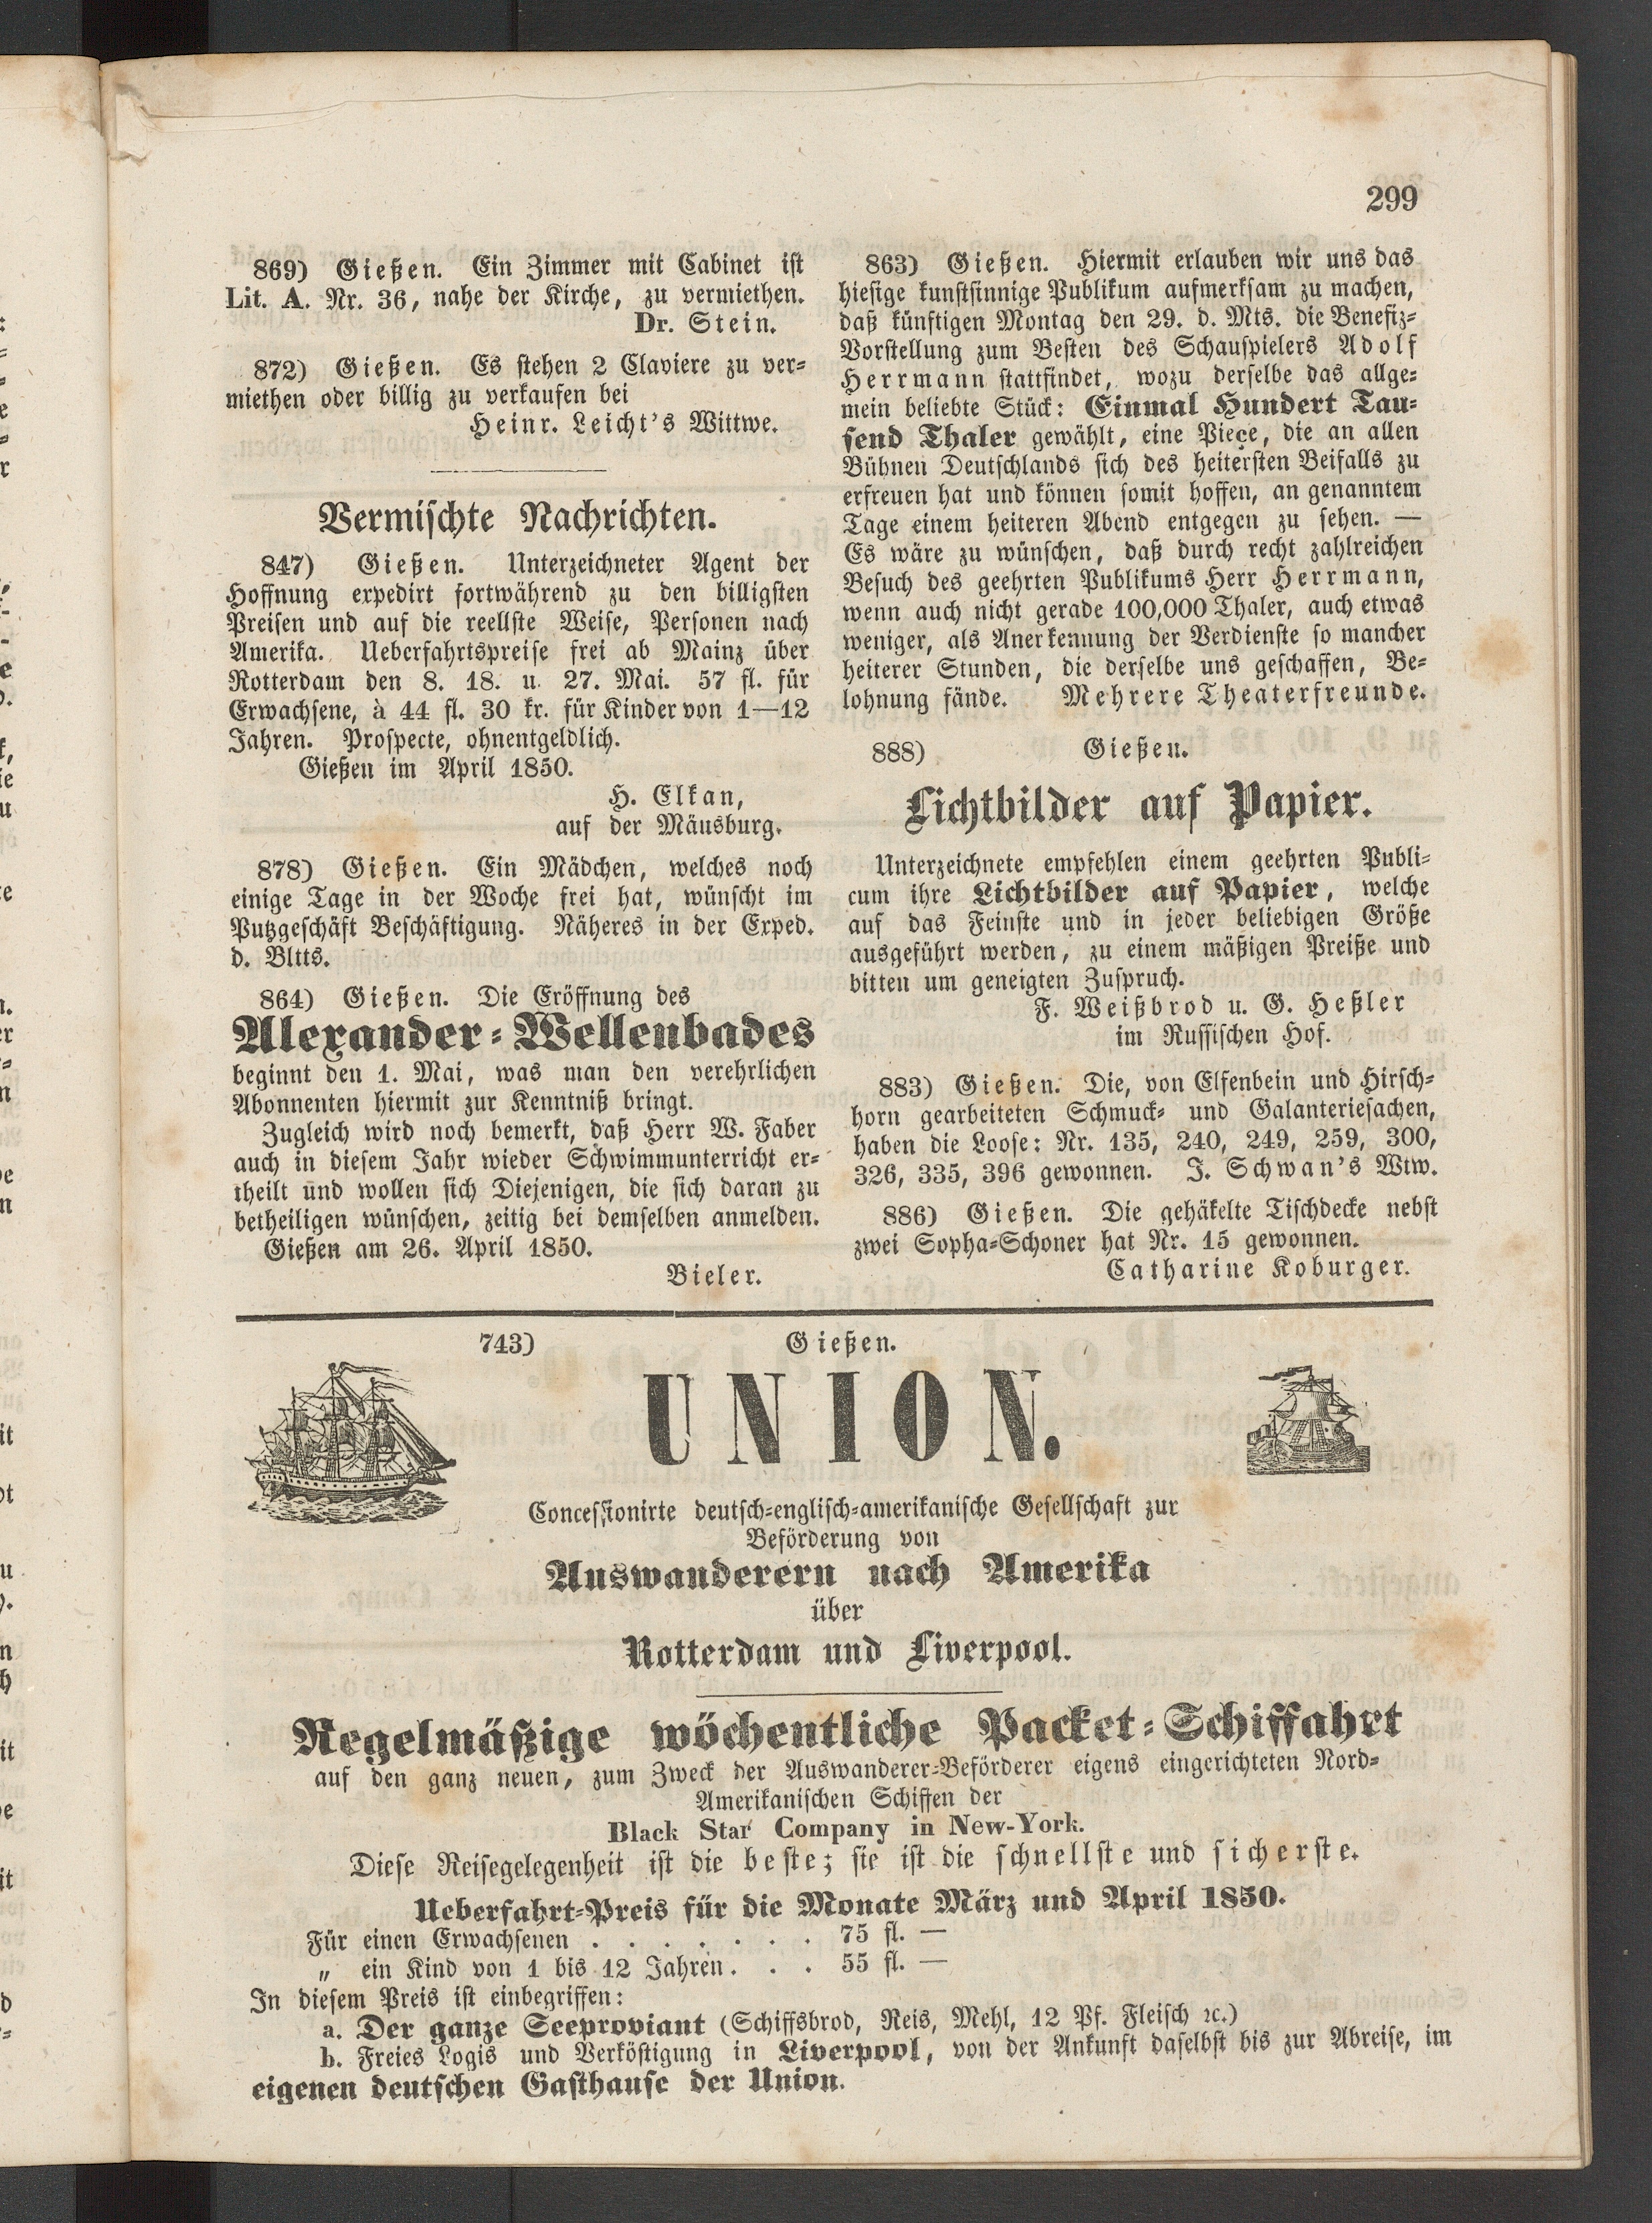 299
869) Gießen. Ein Zimmer mit Cabinet ist
Lit. A. Nr. 36, nahe der Kirche, zu vermiethen.
Dr. Stein.
872) Gießen. Es stehen 2 Claviere zu ver-
miethen oder billig zu verkaufen bei
Heinr. Leicht's Wittwe.
Vermischte Nachrichten.
847) Gießen. Unterzeichneter Agent der
Hoffnung expedirt fortwährend zu den billigsten
Preisen und auf die reellste Weise, Personen nach
Amerika. Ueberfahrtspreise frei ab Mainz über
Rotterdam den 8. 18. u. 27. Mai. 57 fl. für
Erwachsene, à 44 fl. 30 kr. für Kinder von 1—12
Jahren. Prospecte, ohnentgeldlich.
Gießen im April 1850.
H. Elkan,
auf der Mäusburg.
878) Gießen. Ein Mädchen, welches noch
einige Tage in der Woche frei hat, wünscht im
Putzgeschäft Beschäftigung. Näheres in der Exped.
d. Bltts.
864) Gießen. Die Eröffnung des
Alexander-Wellenbades
beginnt den 1. Mai, was man den verehrlichen
Abonnenten hiermit zur Kenntniß bringt.
Zugleich wird noch bemerkt, daß Herr W. Faber
auch in diesem Jahr wieder Schwimmunterricht er-
theilt und wollen sich Diejenigen, die sich daran zu
betheiligen wünschen, zeitig bei demselben anmelden.
Gießen am 26. April 1850.
Bieler.
863) Gießen. Hiermit erlauben wir uns das
hiesige kunstsinnige Publikum aufmerksam zu machen,
daß künftigen Montag den 29. d. Mts. die Benefiz-
Vorstellung zum Besten des Schauspielers Adolf
Herrmann stattfindet, wozu derselbe das allge-
mein beliebte Stück: Einmal Hundert Tau-
send Thaler gewählt, eine Pieçe, die an allen
Bühnen Deutschlands sich des heitersten Beifalls zu
erfreuen hat und können somit hoffen, an genanntem
Tage einem heiteren Abend entgegen zu sehen. —
Es wäre zu wünschen, daß durch recht zahlreichen
Besuch des geehrten Publikums Herr Herrmann,
wenn auch nicht gerade 100,000 Thaler, auch etwas
weniger, als Anerkennung der Verdienste so mancher
heiterer Stunden, die derselbe uns geschaffen, Be-
lohnung fände. Mehrere Theaterfreunde.
888) Gießen.
Lichtbilder auf Papier.
Unterzeichnete empfehlen einem geehrten Publi-
cum ihre Lichtbilder auf Papier, welche
auf das Feinste und in jeder beliebigen Größe
ausgeführt werden, zu einem mäßigen Preiße und
bitten um geneigten Zuspruch.
F. Weißbrod u. G. Heßler
im Russischen Hof.
883) Gießen. Die, von Elfenbein und Hirsch-
horn gearbeiteten Schmuck- und Galanteriesachen,
haben die Loose: Nr. 135, 240, 249, 259, 300,
326, 335, 396 gewonnen. J. Schwan's Wtw.
886) Gießen. Die gehäkelte Tischdecke nebst
zwei Sopha-Schoner hat Nr. 15 gewonnen.
Catharine Koburger.
743) Gießen.
UNION.
Concessionirte deutsch-englisch-amerikanische Gesellschaft zur
Beförderung von
Auswanderern nach Amerika
über
Rotterdam und Liverpool.
Regelmäßige wöchentliche Packet-Schiffahrt
auf den ganz neuen, zum Zweck der Auswanderer-Beförderer eigens eingerichteten Nord-
Amerikanischen Schiffen der
Black Star Company in New-York.
Diese Reisegelegenheit ist die beste; sie ist die schnellste und sicherste.
Ueberfahrt-Preis für die Monate März und April 1850.
Für einen Erwachsenen . . . . . . . 75 fl. —
„ ein Kind von 1 bis 12 Jahren . . . 55 fl. —
In diesem Preis ist einbegriffen:
a. Der ganze Seeproviant (Schiffsbrod, Reis, Mehl, 12 Pf. Fleisch ꝛc.)
b. Freies Logis und Verköstigung in Liverpool, von der Ankunft daselbst bis zur Abreise, im
eigenen deutschen Gasthause der Union.